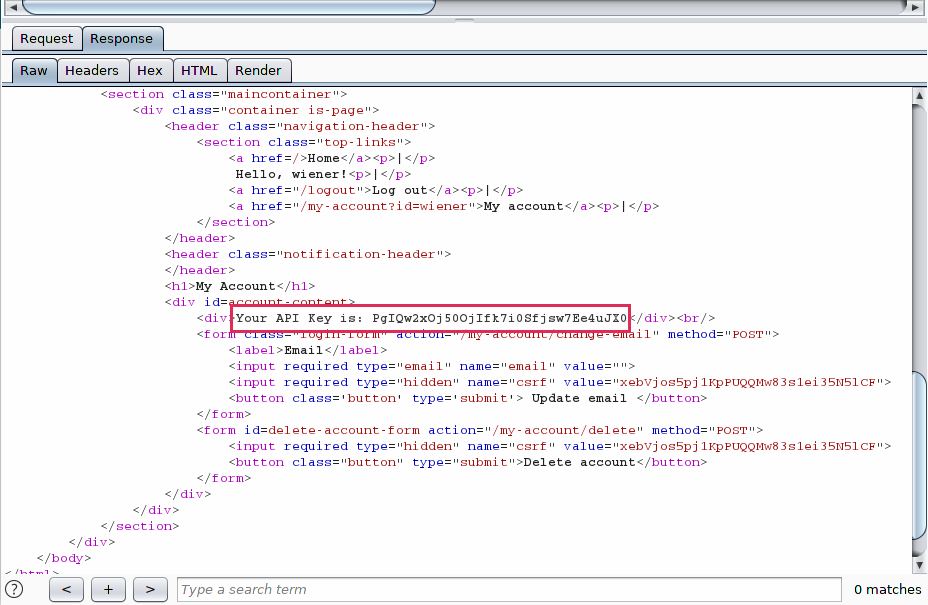 Request Response
Raw Headers Hex HTML Render
<section class="maincontainer">
<div class="container is-page">
<header class="navigation-header">
<section class="top-links">
<a href=/>Home</a><p>|</p>
Hello, wiener!<p>|</p>
<a href="/logout">Log out</a><p>|</p>
<a href="/my-account?id=wiener">My account</a><p>|</p>
</section>
</header>
<header class="notification-header">
</header>
<h1>My Account</h1>
<div id=account-content>
<div>Your API Key is: PgIQw2xOj50OjIfk7i0Sfjsw7Ee4uJX0</div><br/>
<form class="login-form" action="/my-account/change-email" method="POST">
<label>Email</label>
<input required type="email" name="email" value="">
<input required type="hidden" name="csrf" value="xebVjos5pj1KpPUQQMw83s1ei35N5lCF">
<button class='button' type='submit'> Update email </button>
</form>
<form id=delete-account-form action="/my-account/delete" method="POST">
<input required type="hidden" name="csrf" value="xebVjos5pj1KpPUQQMw83s1ei35N5lCF">
<button class="button" type="submit">Delete account</button>
</form>
</div>
</div>
</section>
</div>
</body>
</html>
? < + > Type a search term 0 matches